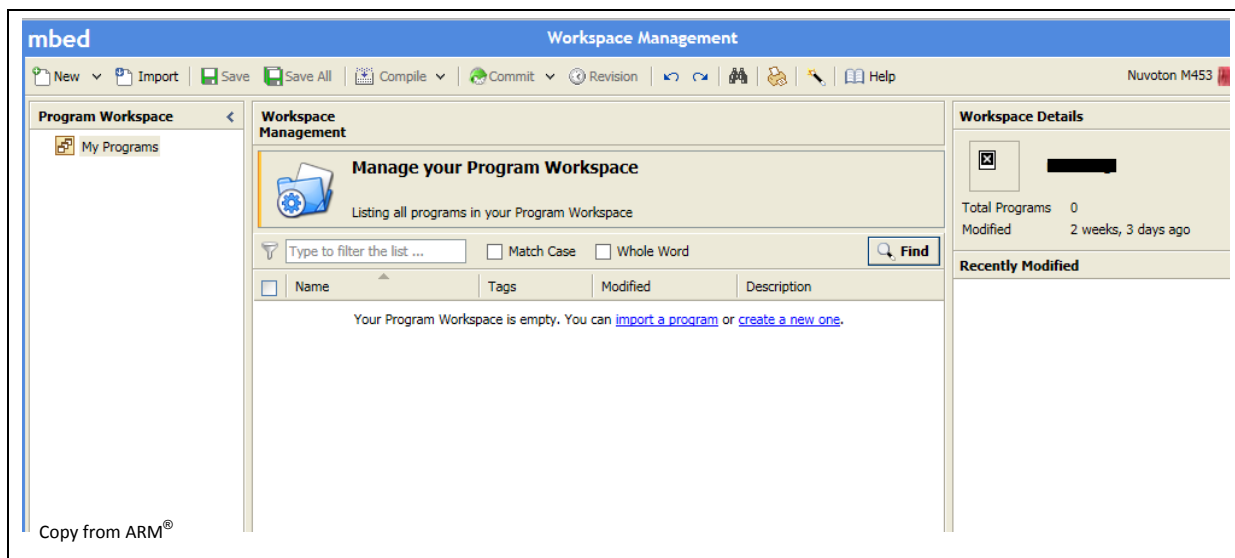 mbed
Workspace Management
New Import Save Save All Compile Commit Revision Help Nuvoton M453
Program Workspace
My Programs
Workspace
Management
Manage your Program Workspace
Listing all programs in your Program Workspace
Type to filter the list ... Match Case Whole Word Find
Name Tags Modified Description
Your Program Workspace is empty. You can import a program or create a new one.
Workspace Details
Total Programs 0
Modified 2 weeks, 3 days ago
Recently Modified
Copy from ARM®